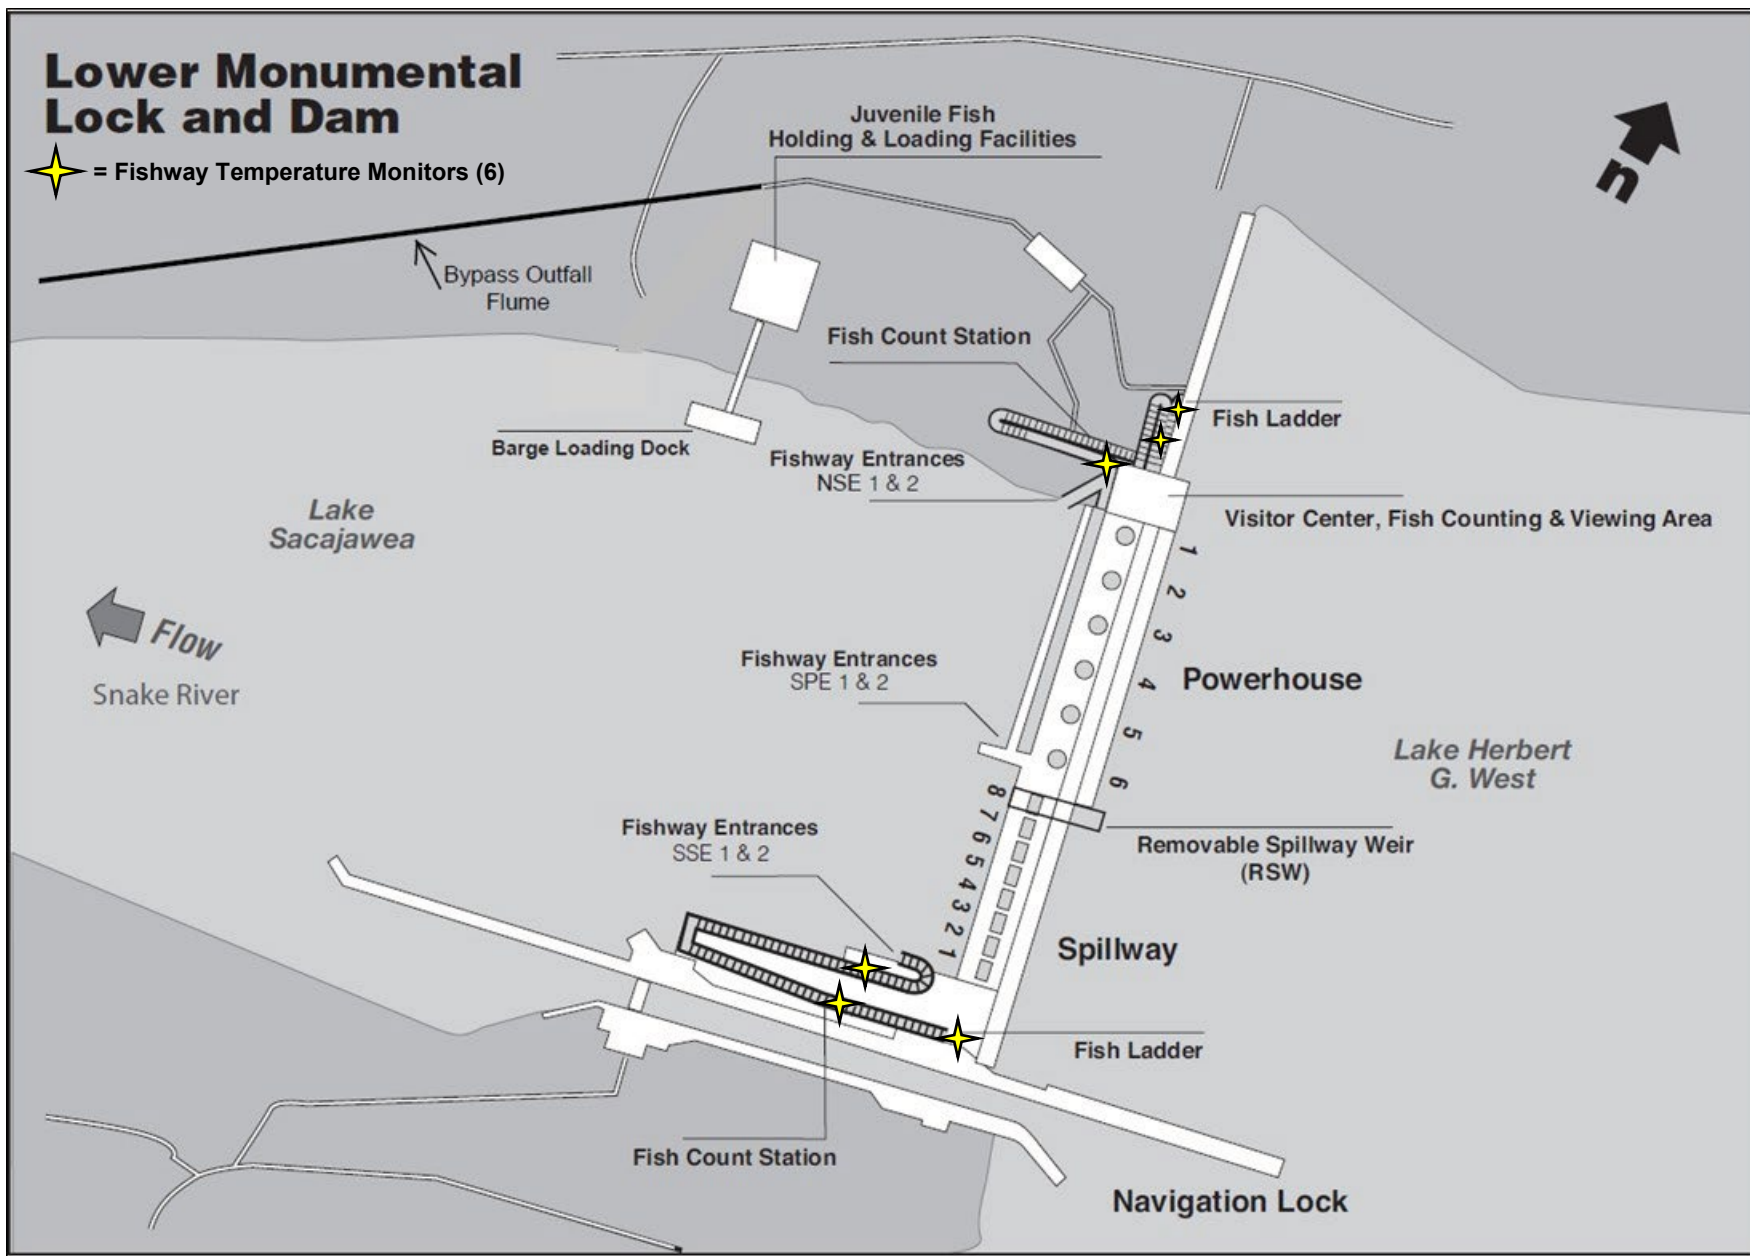 Lower Monumental
Lock and Dam
= Fishway Temperature Monitors (6)
Juvenile Fish
Holding & Loading Facilities
n
Bypass Outfall
Flume
Fish Count Station
Fish Ladder
Barge Loading Dock
Fishway Entrances
NSE 1 & 2
Visitor Center, Fish Counting & Viewing Area
Lake
Sacajawea
1
2
3
4
5
6
Flow
Snake River
Fishway Entrances
SPE 1 & 2
Powerhouse
Lake Herbert
G. West
8
7
6
5
4
3
2
1
Fishway Entrances
SSE 1 & 2
Removable Spillway Weir
(RSW)
Spillway
Fish Ladder
Fish Count Station
Navigation Lock